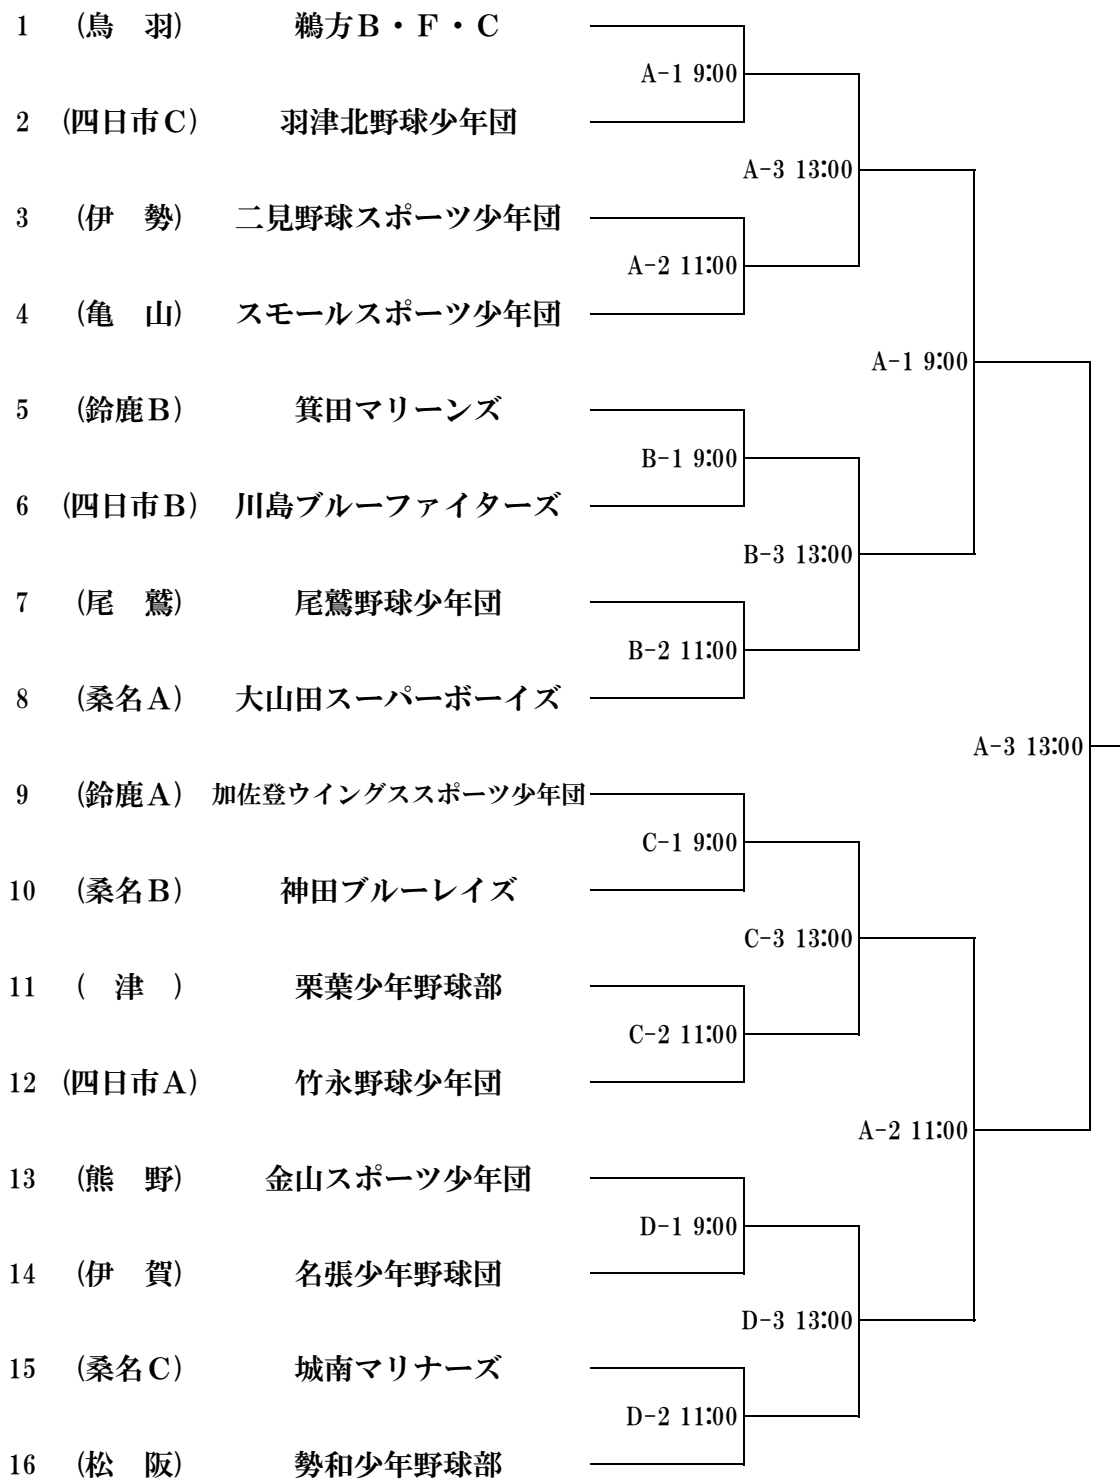 1 (鳥 羽) 鵜方B・F・C
A-1 9:00
2 (四日市C) 羽津北野球少年団
A-3 13:00
3 (伊 勢) 二見野球スポーツ少年団
A-2 11:00
4 (亀 山) スモールスポーツ少年団
A-1 9:00
5 (鈴鹿B) 箕田マリーンズ
B-1 9:00
6 (四日市B) 川島ブルーファイターズ
B-3 13:00
7 (尾 鷲) 尾鷲野球少年団
B-2 11:00
8 (桑名A) 大山田スーパーボーイズ
A-3 13:00
9 (鈴鹿A) 加佐登ウイングススポーツ少年団
C-1 9:00
10 (桑名B) 神田ブルーレイズ
C-3 13:00
11 ( 津 ) 栗葉少年野球部
C-2 11:00
12 (四日市A) 竹永野球少年団
A-2 11:00
13 (熊 野) 金山スポーツ少年団
D-1 9:00
14 (伊 賀) 名張少年野球団
D-3 13:00
15 (桑名C) 城南マリナーズ
D-2 11:00
16 (松 阪) 勢和少年野球部